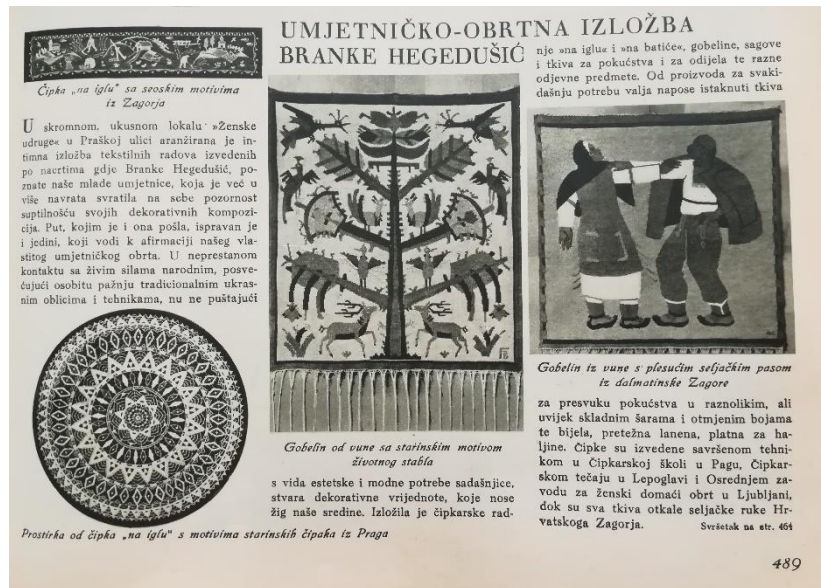 UMJETNIČKO-OBRTNA IZLOŽBA
BRANKE HEGEDUŠIĆ
Čipka „na iglu" sa seoskim motivima
iz Zagorja
U skromnom, ukusnom lokalu »Ženske
udruge« u Praškoj ulici aranžirana je in-
timna izložba tekstilnih radova izvedenih
po nacrtima gdje Branke Hegedušić, po-
znate naše mlade umjetnice, koja je već u
više navrata svratila na sebe pozornost
suptilnošću svojih dekorativnih kompozi-
cija. Put, kojim je i ona pošla, ispravan je
i jedini, koji vodi k afirmaciji našeg vla-
stitog umjetničkog obrta. U neprestanom
kontaktu sa živim silama narodnim, posve-
ćujući osobitu pažnju tradicionalnim ukras-
nim oblicima i tehnikama, nu ne puštajući
Prostirka od čipka „na iglu" s motivima starinskih čipaka iz Praga
Gobelin od vune sa starinskim motivom
životnog stabla
s vida estetske i modne potrebe sadašnjice,
stvara dekorativne vrijednote, koje nose
žig naše sredine. Izložila je čipkarske rad-
nje »na iglu« i »na batiće«, gobeline, sagove
i tkiva za pokućstvo i za odijela te razne
odjevne predmete. Od proizvoda za svaki-
dašnju potrebu valja napose istaknuti tkiva
Gobelin iz vune s plesućim seljačkim pasom
iz dalmatinske Zagore
za presvuku pokućstva u raznolikim, ali
uvijek skladnim šarama i otmjenim bojama
te bijela, pretežna lanena, platna za ha-
ljine. Čipke su izvedene savršenom tehni-
kom u Čipkarskoj školi u Pagu, Čipkar-
skom tečaju u Lepoglavi i Osrednjem za-
vodu za ženski domaći obrt u Ljubljani,
dok su sva tkiva otkale seljačke ruke Hr-
vatskoga Zagorja.
Svršetak na str. 464
489